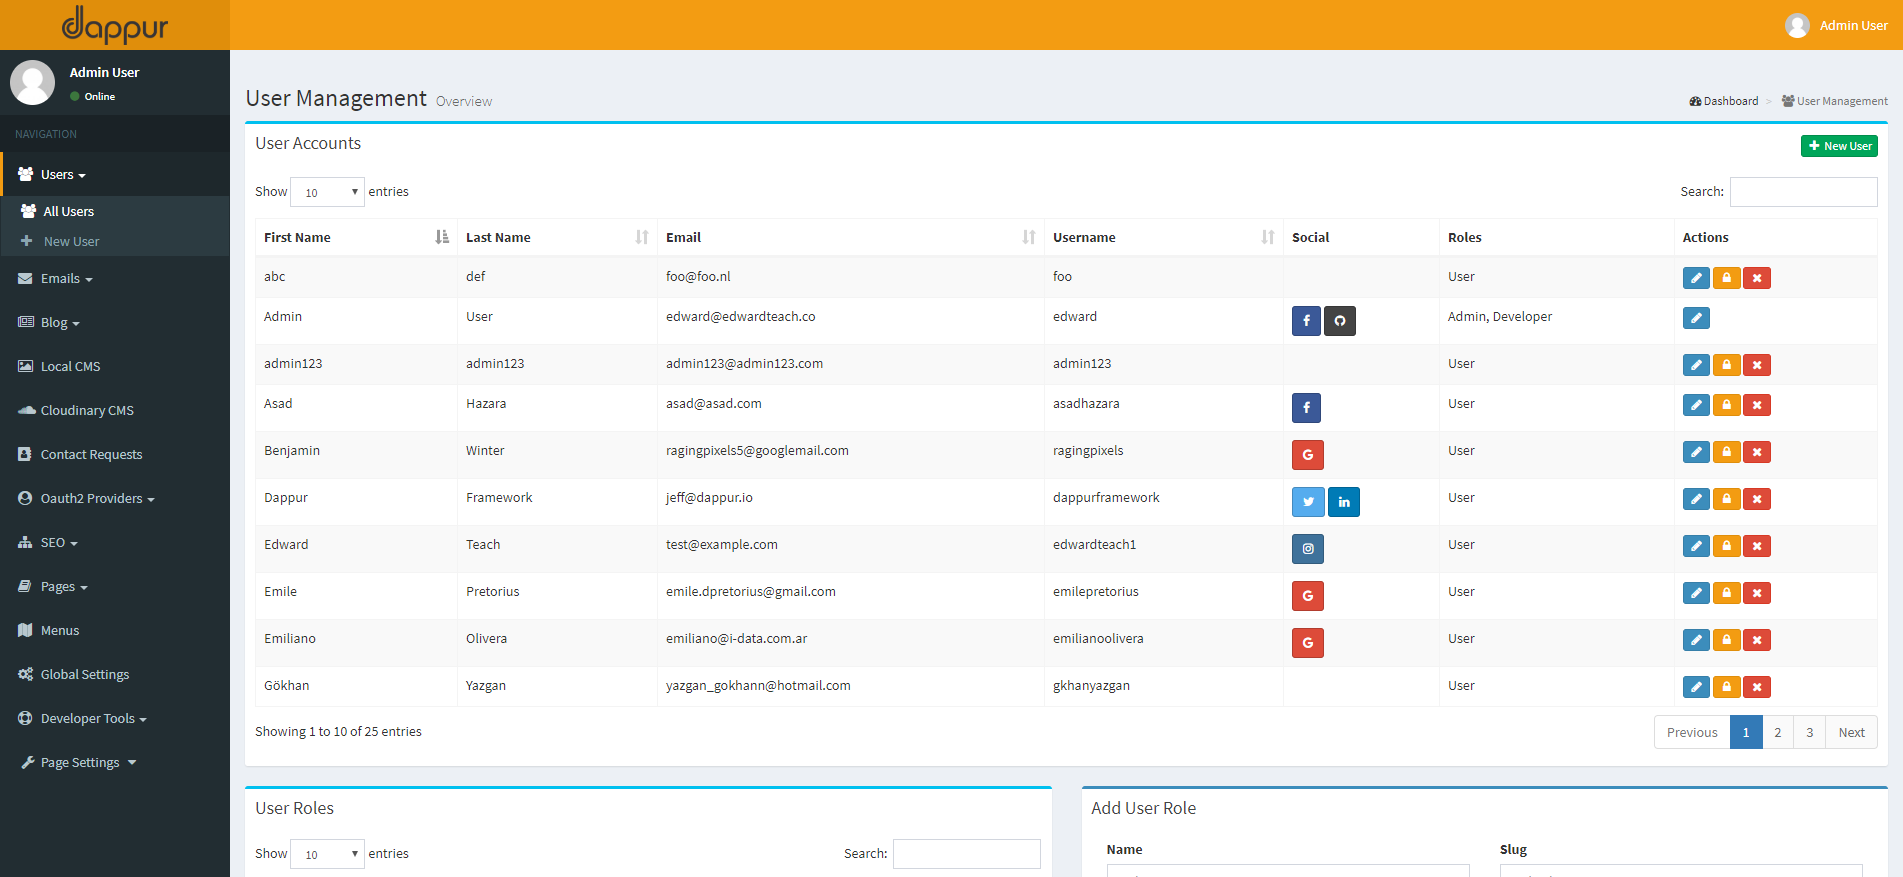 dappur
Admin User
Admin User
Online
NAVIGATION
Users
All Users
New User
Emails
Blog
Local CMS
Cloudinary CMS
Contact Requests
Oauth2 Providers
SEO
Pages
Menus
Global Settings
Developer Tools
Page Settings
User Management Overview
Dashboard > User Management
User Accounts
New User
Show 10 entries
Search:
First Name Last Name Email Username Social Roles Actions
abc def foo@foo.nl foo User
Admin User edward@edwardteach.co edward Admin, Developer
admin123 admin123 admin123@admin123.com admin123 User
Asad Hazara asad@asad.com asadhazara User
Benjamin Winter ragingpixels5@googlemail.com ragingpixels User
Dappur Framework jeff@dappur.io dappurframework User
Edward Teach test@example.com edwardteach1 User
Emile Pretorius emile.dpretorius@gmail.com emilepretorius User
Emiliano Olivera emiliano@i-data.com.ar emilianoolivera User
Gökhan Yazgan yazgan_gokhann@hotmail.com gkhanyazgan User
Showing 1 to 10 of 25 entries
Previous 1 2 3 Next
User Roles
Show 10 entries
Search:
Add User Role
Name Slug